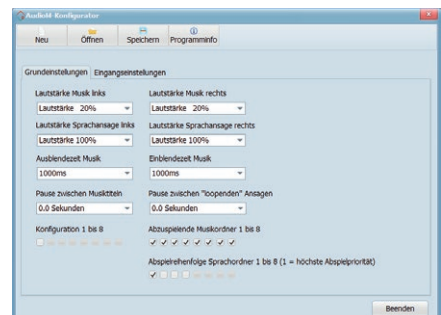 AudioM-Konfigurator
Neu Öffnen Speichern Programminfo
Grundeinstellungen Eingangseinstellungen
Lautstärke Musik links Lautstärke Musik rechts
Lautstärke 20% Lautstärke 20%
Lautstärke Sprachansage links Lautstärke Sprachansage rechts
Lautstärke 100% Lautstärke 100%
Ausblendezeit Musik Einblendezeit Musik
1000ms 1000ms
Pause zwischen Musiktiteln Pause zwischen "loopenden" Ansagen
0.0 Sekunden 0.0 Sekunden
Konfiguration 1 bis 8 Abzuspielende Musikordner 1 bis 8
Abspielreihenfolge Sprachordner 1 bis 8 (1 = höchste Abspielpriorität)
Beenden